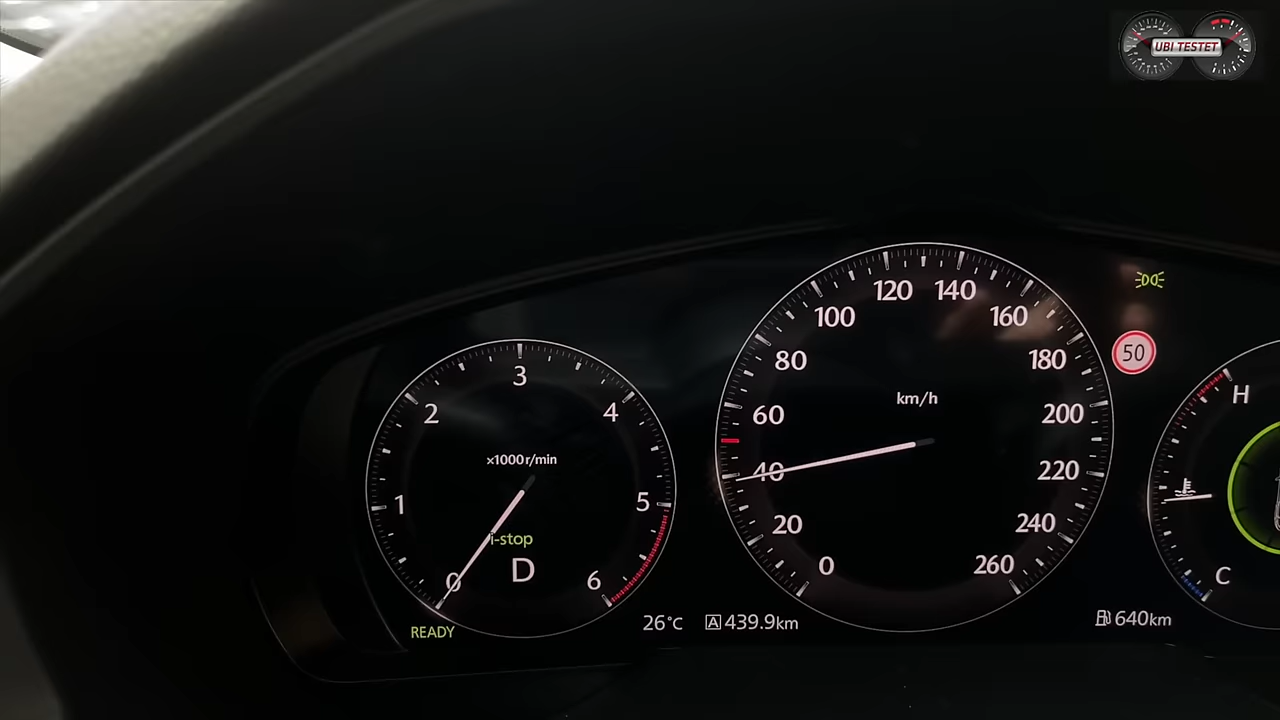 UBI TESTET
120 140
100 160
80 180
60 200
40 220
20 240
0 260
km/h
50
3
2 4
1 5
0 6
×1000 r/min
i-stop
D
READY
26°C
A 439.9km
640km
H
C